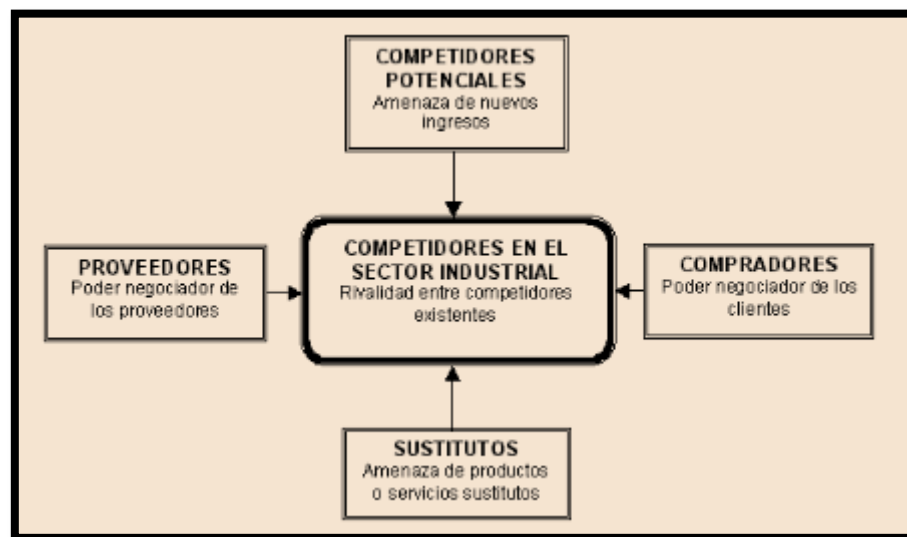 COMPETIDORES
POTENCIALES
Amenaza de nuevos
ingresos
PROVEEDORES
Poder negociador de
los proveedores
COMPETIDORES EN EL
SECTOR INDUSTRIAL
Rivalidad entre competidores
existentes
COMPRADORES
Poder negociador de los
clientes
SUSTITUTOS
Amenaza de productos
o servicios sustitutos